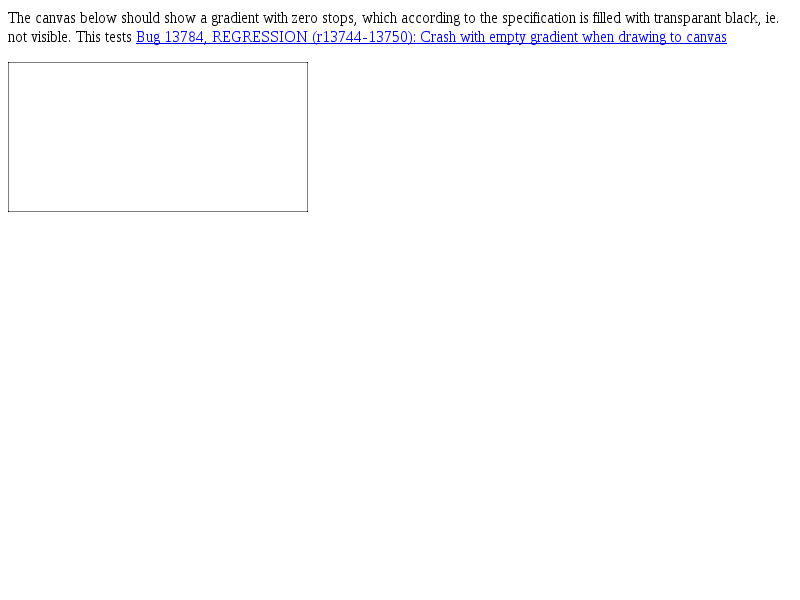 The canvas below should show a gradient with zero stops, which according to the specification is filled with transparant black, ie.
not visible. This tests Bug 13784, REGRESSION (r13744-13750): Crash with empty gradient when drawing to canvas